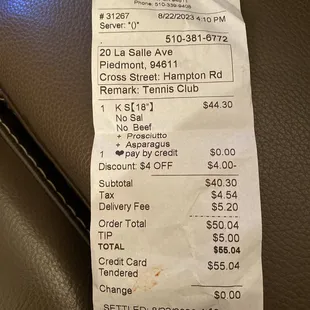 # 31267 8/22/2023 4:10 PM
Server: "()"
510-381-6772
20 La Salle Ave
Piedmont, 94611
Cross Street: Hampton Rd
Remark: Tennis Club
1 K S【18"】 $44.30
No Sal
No Beef
+ Prosciutto
+ Asparagus
1 ❤pay by credit $0.00
Discount: $4 OFF $4.00-
Subtotal $40.30
Tax $4.54
Delivery Fee $5.20
Order Total $50.04
TIP $5.00
TOTAL $55.04
Credit Card $55.04
Tendered
Change $0.00